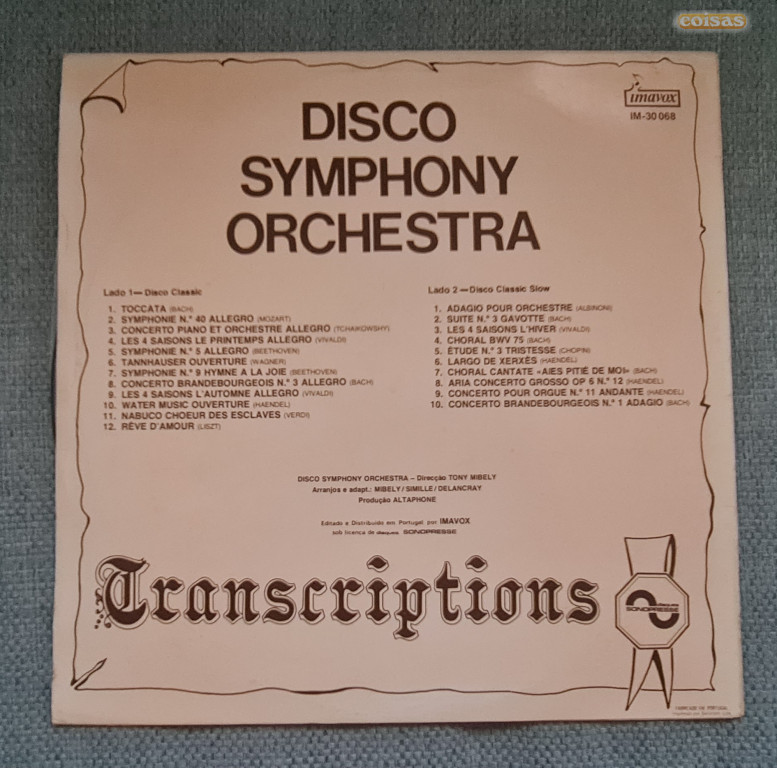 coisas
imavox
IM-30 068
DISCO
SYMPHONY
ORCHESTRA
Lado 1 — Disco Classic
1. TOCCATA (BACH)
2. SYMPHONIE N.° 40 ALLEGRO (MOZART)
3. CONCERTO PIANO ET ORCHESTRE ALLEGRO (TCHAIKOWSHY)
4. LES 4 SAISONS LE PRINTEMPS ALLEGRO (VIVALDI)
5. SYMPHONIE N.° 5 ALLEGRO (BEETHOVEN)
6. TANNHAUSER OUVERTURE (WAGNER)
7. SYMPHONIE N.° 9 HYMNE A LA JOIE (BEETHOVEN)
8. CONCERTO BRANDEBOURGEOIS N.° 3 ALLEGRO (BACH)
9. LES 4 SAISONS L'AUTOMNE ALLEGRO (VIVALDI)
10. WATER MUSIC OUVERTURE (HAENDEL)
11. NABUCO CHOEUR DES ESCLAVES (VERDI)
12. RÊVE D'AMOUR (LISZT)
Lado 2 — Disco Classic Slow
1. ADAGIO POUR ORCHESTRE (ALBINONI)
2. SUITE N.° 3 GAVOTTE (BACH)
3. LES 4 SAISONS L'HIVER (VIVALDI)
4. CHORAL BWV 75 (BACH)
5. ÉTUDE N.° 3 TRISTESSE (CHOPIN)
6. LARGO DE XERXÈS (HAENDEL)
7. CHORAL CANTATE «AIES PITIÉ DE MOI» (BACH)
8. ARIA CONCERTO GROSSO OP 6 N.° 12 (HAENDEL)
9. CONCERTO POUR ORGUE N.° 11 ANDANTE (HAENDEL)
10. CONCERTO BRANDEBOURGEOIS N.° 1 ADAGIO (BACH)
DISCO SYMPHONY ORCHESTRA – Direcção TONY MIBELY
Arranjos e adapt.: MIBELY / SIMILLE / DELANCRAY
Produção ALTAPHONE
Editado e Distribuído em Portugal por IMAVOX
sob licença de disques SONOPRESSE
Transcriptions
disques
SONOPRESSE
FABRICADO EM PORTUGAL